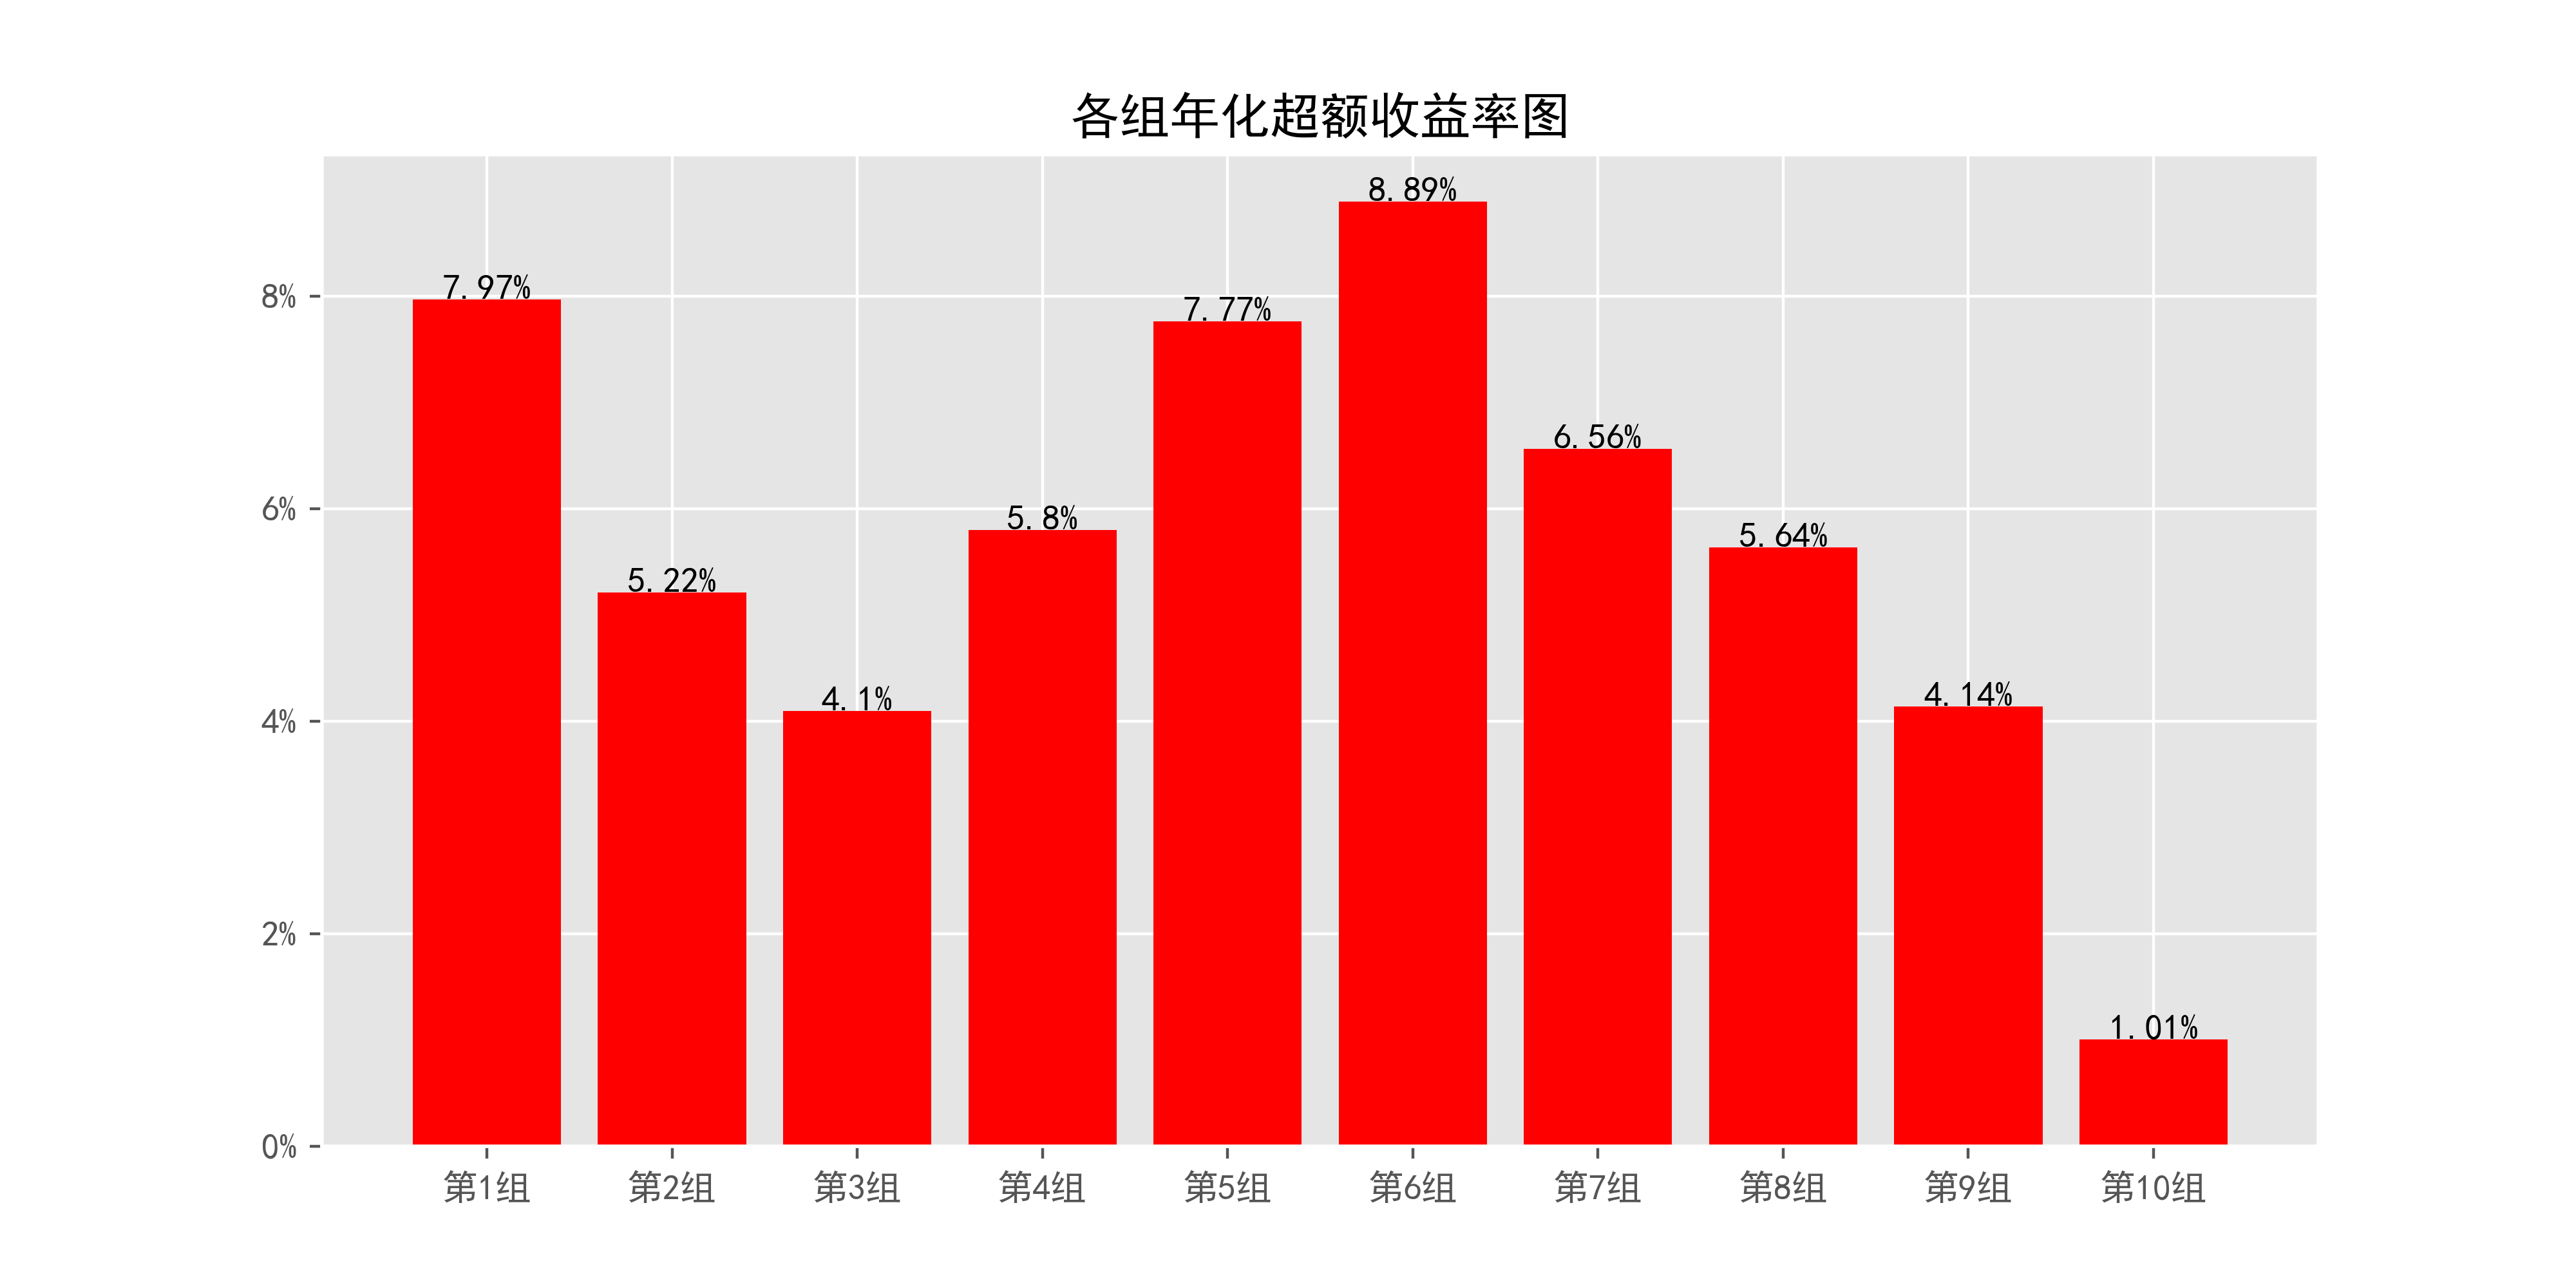 各组年化超额收益率图
8%
6%
4%
2%
0%
7.97%
5.22%
4.1%
5.8%
7.77%
8.89%
6.56%
5.64%
4.14%
1.01%
第1组
第2组
第3组
第4组
第5组
第6组
第7组
第8组
第9组
第10组